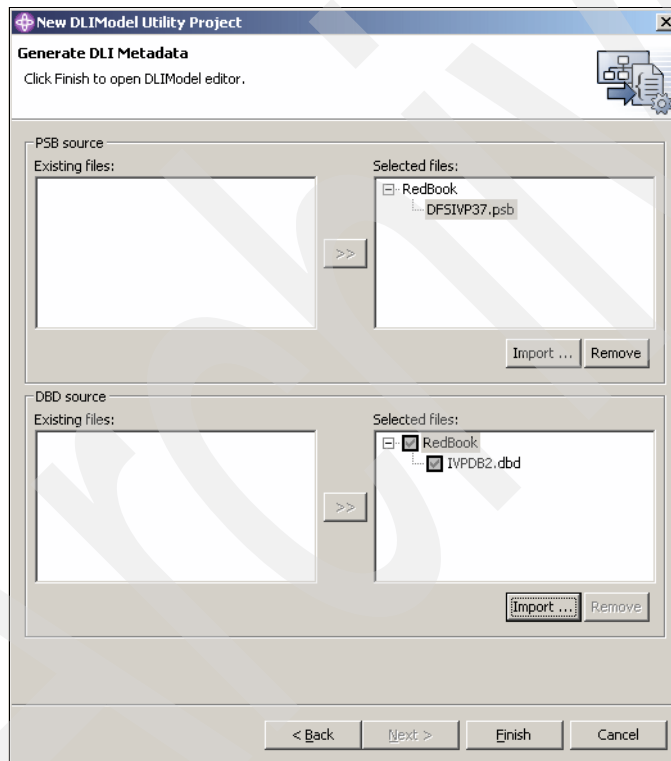 New DLIModel Utility Project
Generate DLI Metadata
Click Finish to open DLIModel editor.
PSB source
Existing files:
Selected files:
RedBook
DFSIVP37.psb
>>
Import ...
Remove
DBD source
Existing files:
Selected files:
RedBook
IVPDB2.dbd
>>
Import ...
Remove
< Back
Next >
Finish
Cancel